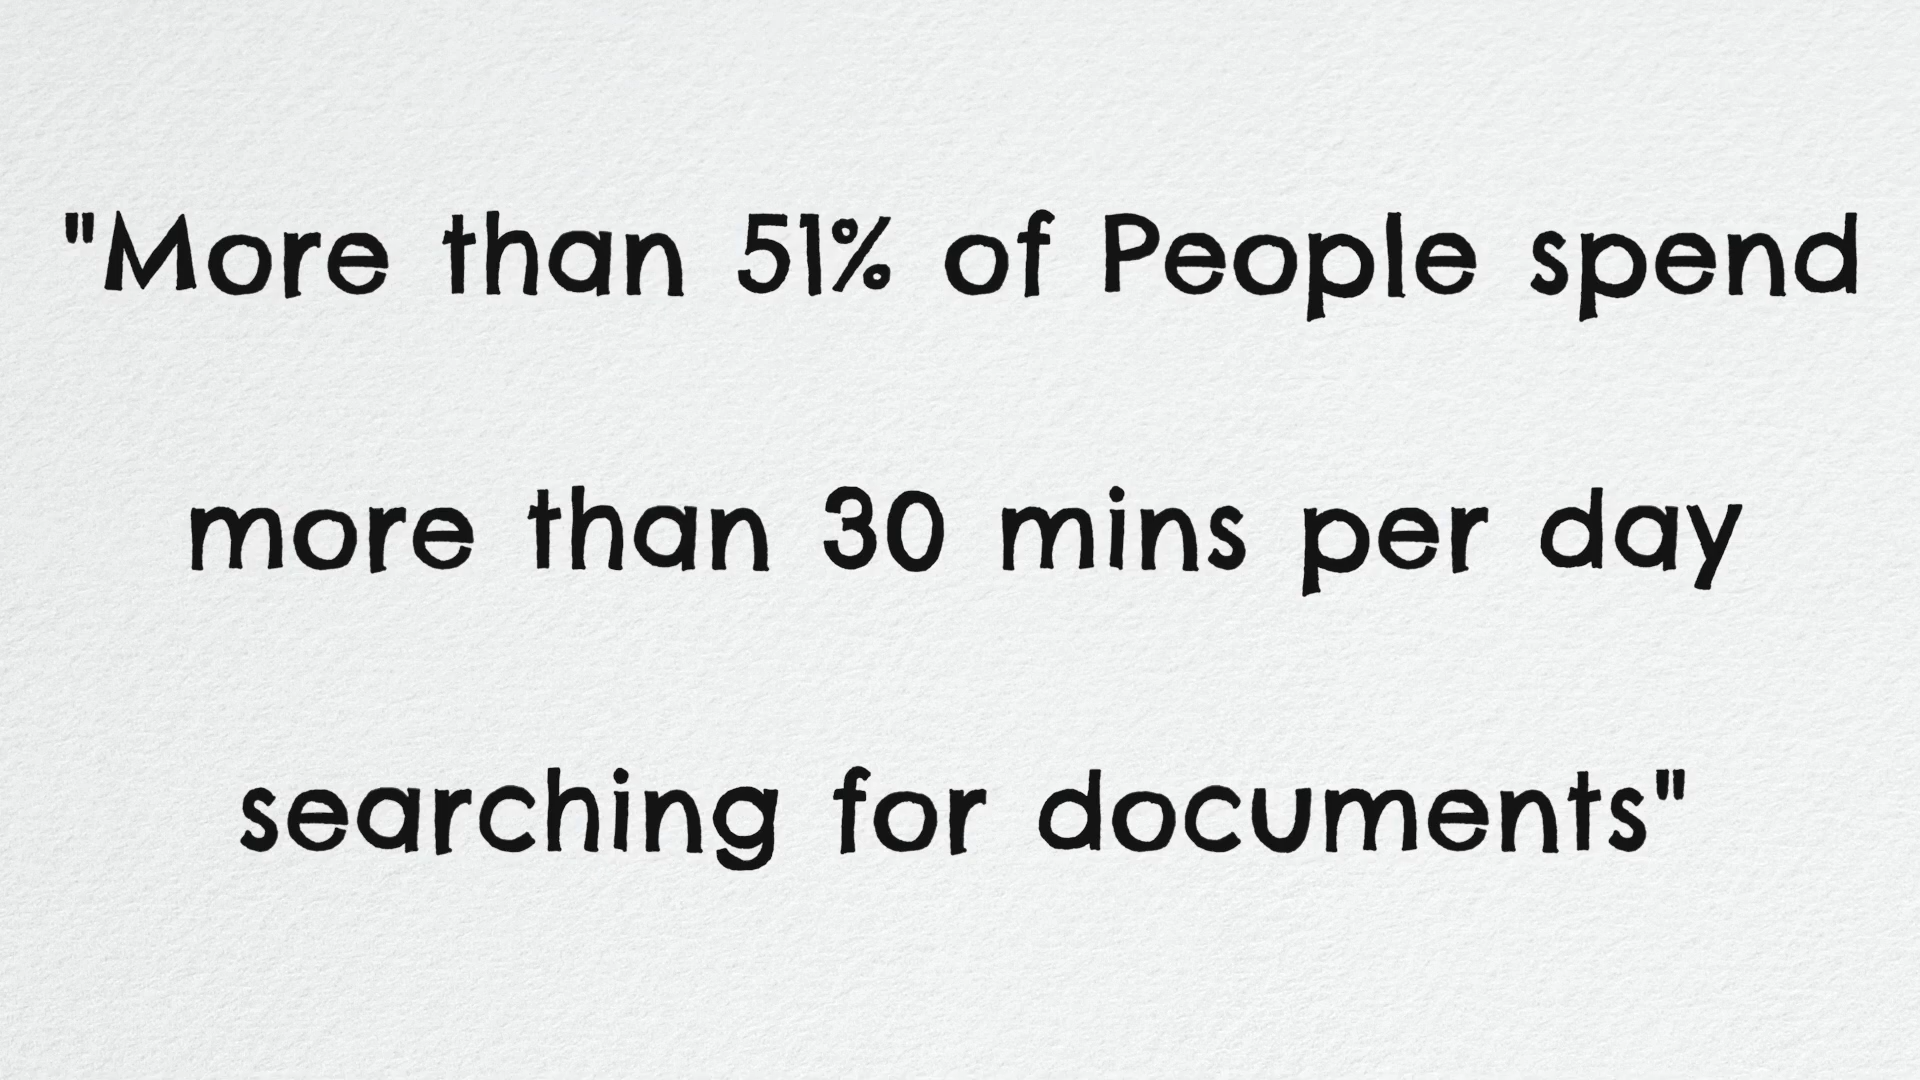 "More than 51% of People spend
more than 30 mins per day
searching for documents"